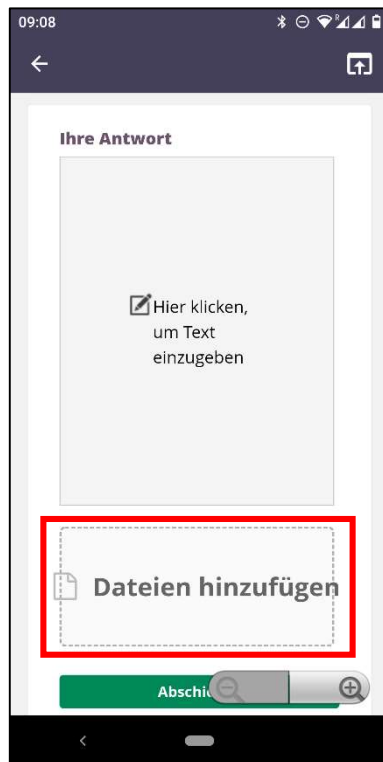 09:08
Ihre Antwort
Hier klicken,
um Text
einzugeben
Dateien hinzufügen